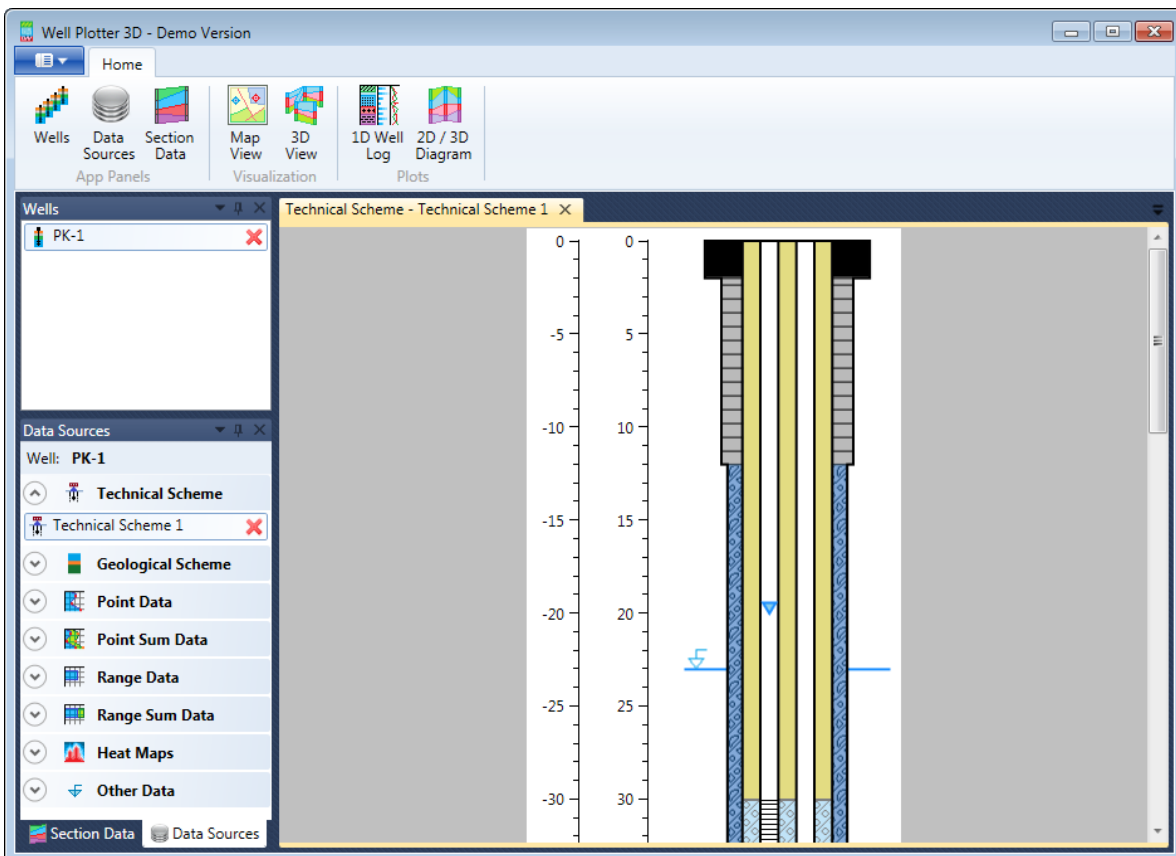 Well Plotter 3D - Demo Version
Home
Wells
Data Sources
Section Data
Map View
3D View
1D Well Log
2D / 3D Diagram
App Panels
Visualization
Plots
Wells
PK-1
Data Sources
Well: PK-1
Technical Scheme
Technical Scheme 1
Geological Scheme
Point Data
Point Sum Data
Range Data
Range Sum Data
Heat Maps
Other Data
Section Data
Data Sources
Technical Scheme - Technical Scheme 1
0 0
-5 5
-10 10
-15 15
-20 20
-25 25
-30 30